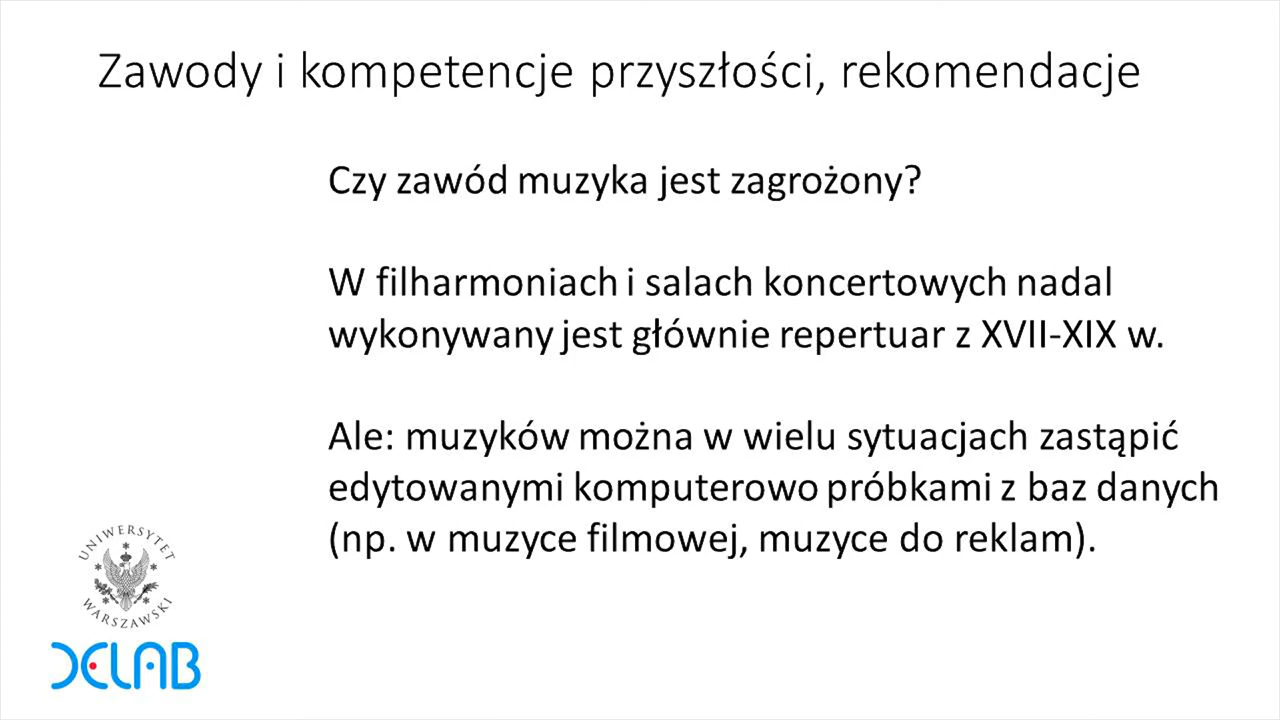 Zawody i kompetencje przyszłości, rekomendacje
Czy zawód muzyka jest zagrożony?
W filharmoniach i salach koncertowych nadal
wykonywany jest głównie repertuar z XVII-XIX w.
Ale: muzyków można w wielu sytuacjach zastąpić
edytowanymi komputerowo próbkami z baz danych
(np. w muzyce filmowej, muzyce do reklam).
UNIWERSYTET
WARSZAWSKI
DELAB